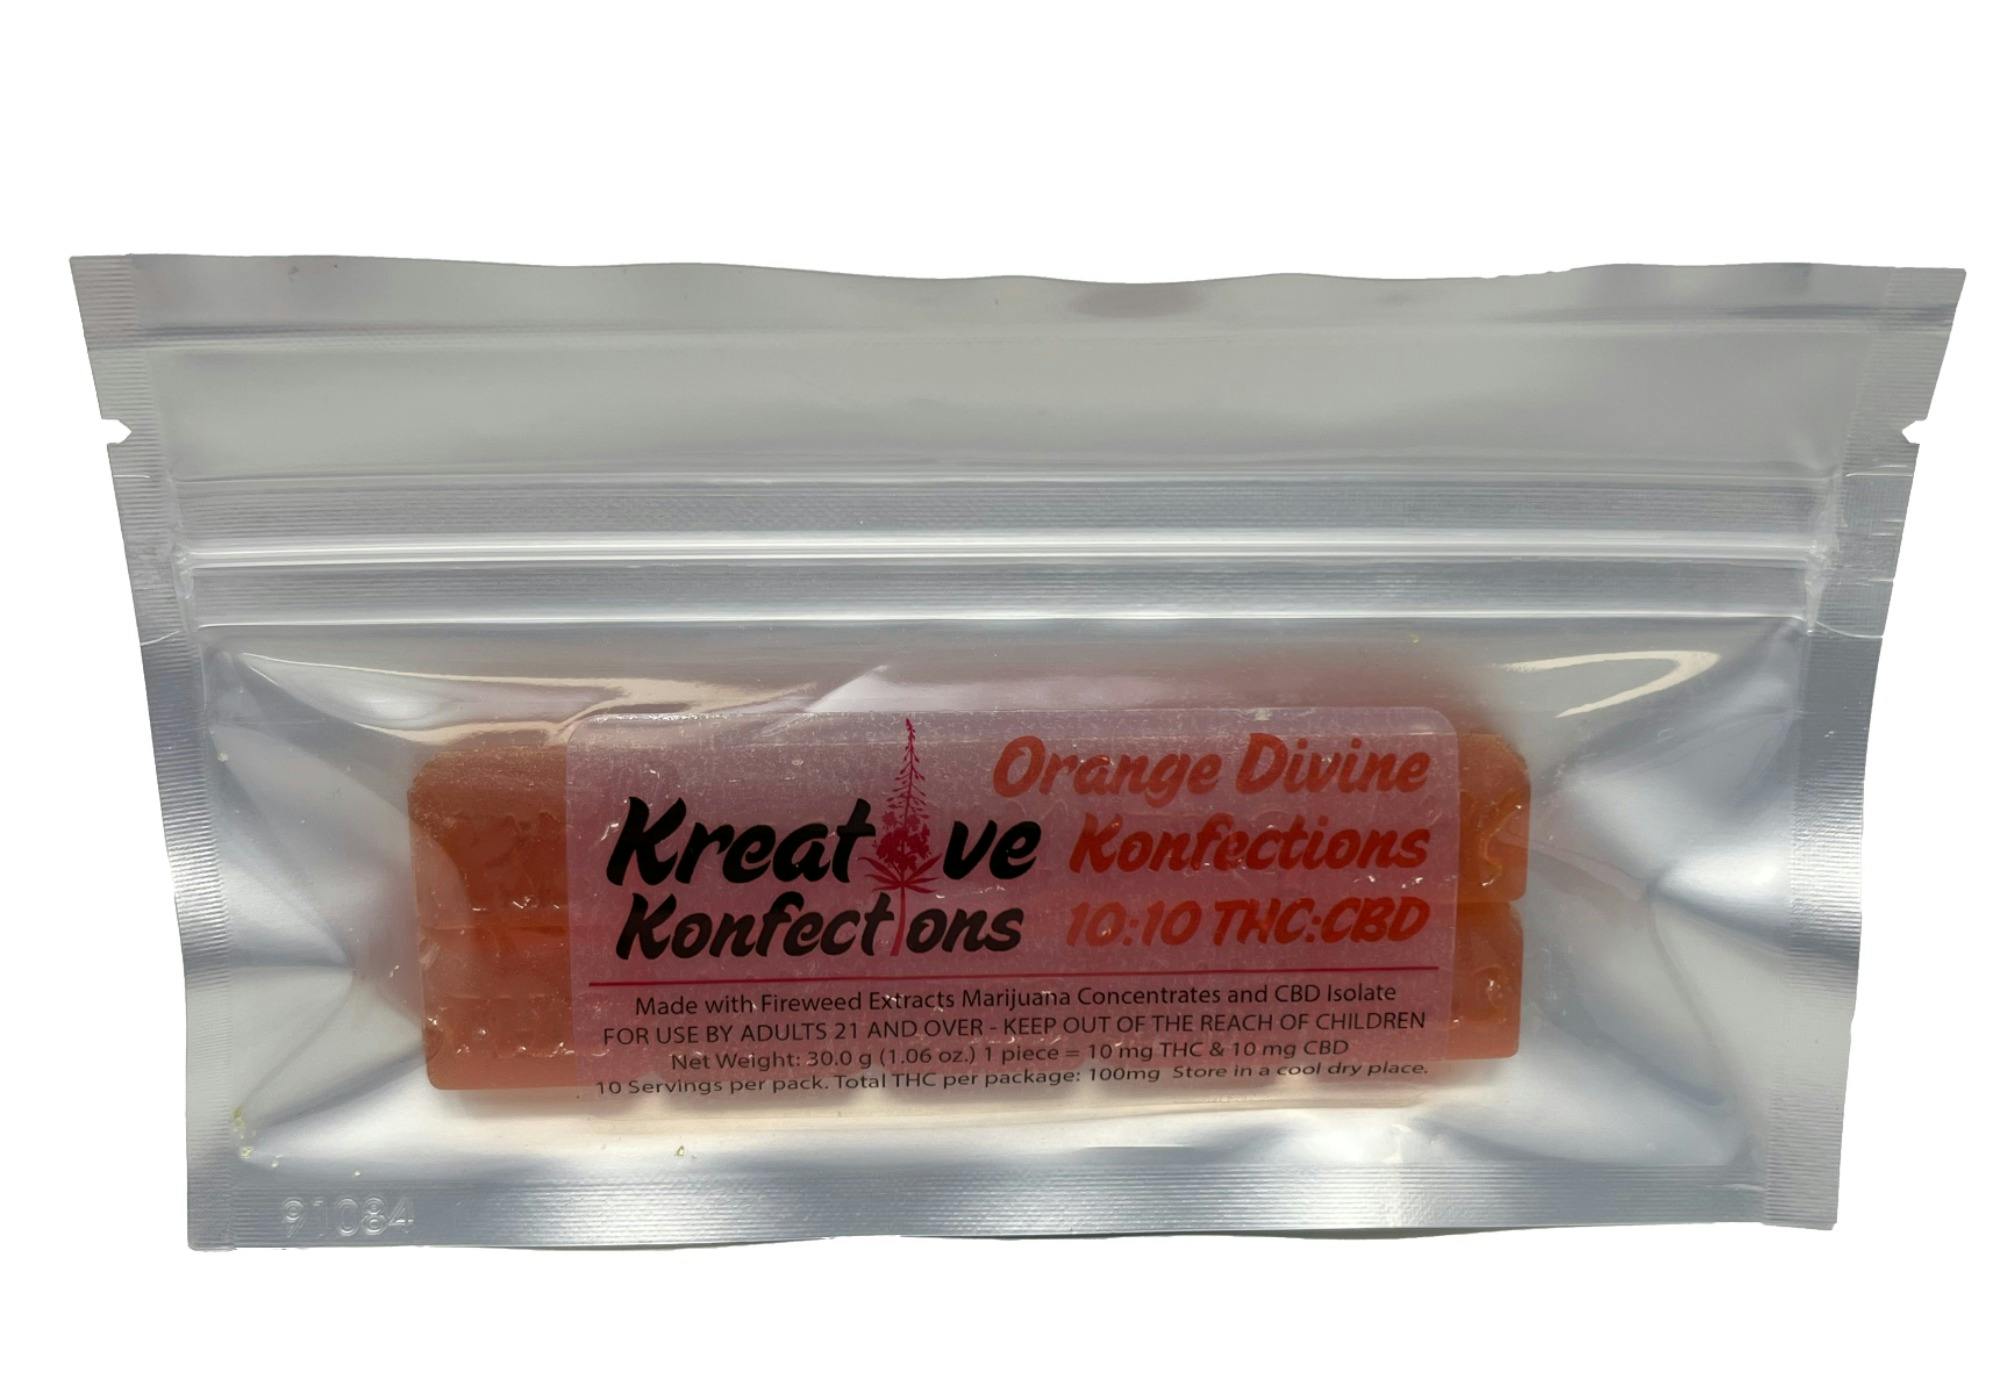 Kreative
Konfections
Orange Divine
Konfections
10:10 THC:CBD
Made with Fireweed Extracts Marijuana Concentrates and CBD Isolate
FOR USE BY ADULTS 21 AND OVER - KEEP OUT OF THE REACH OF CHILDREN
Net Weight: 30.0 g (1.06 oz.) 1 piece = 10 mg THC & 10 mg CBD
10 Servings per pack. Total THC per package: 100mg Store in a cool dry place.
91084